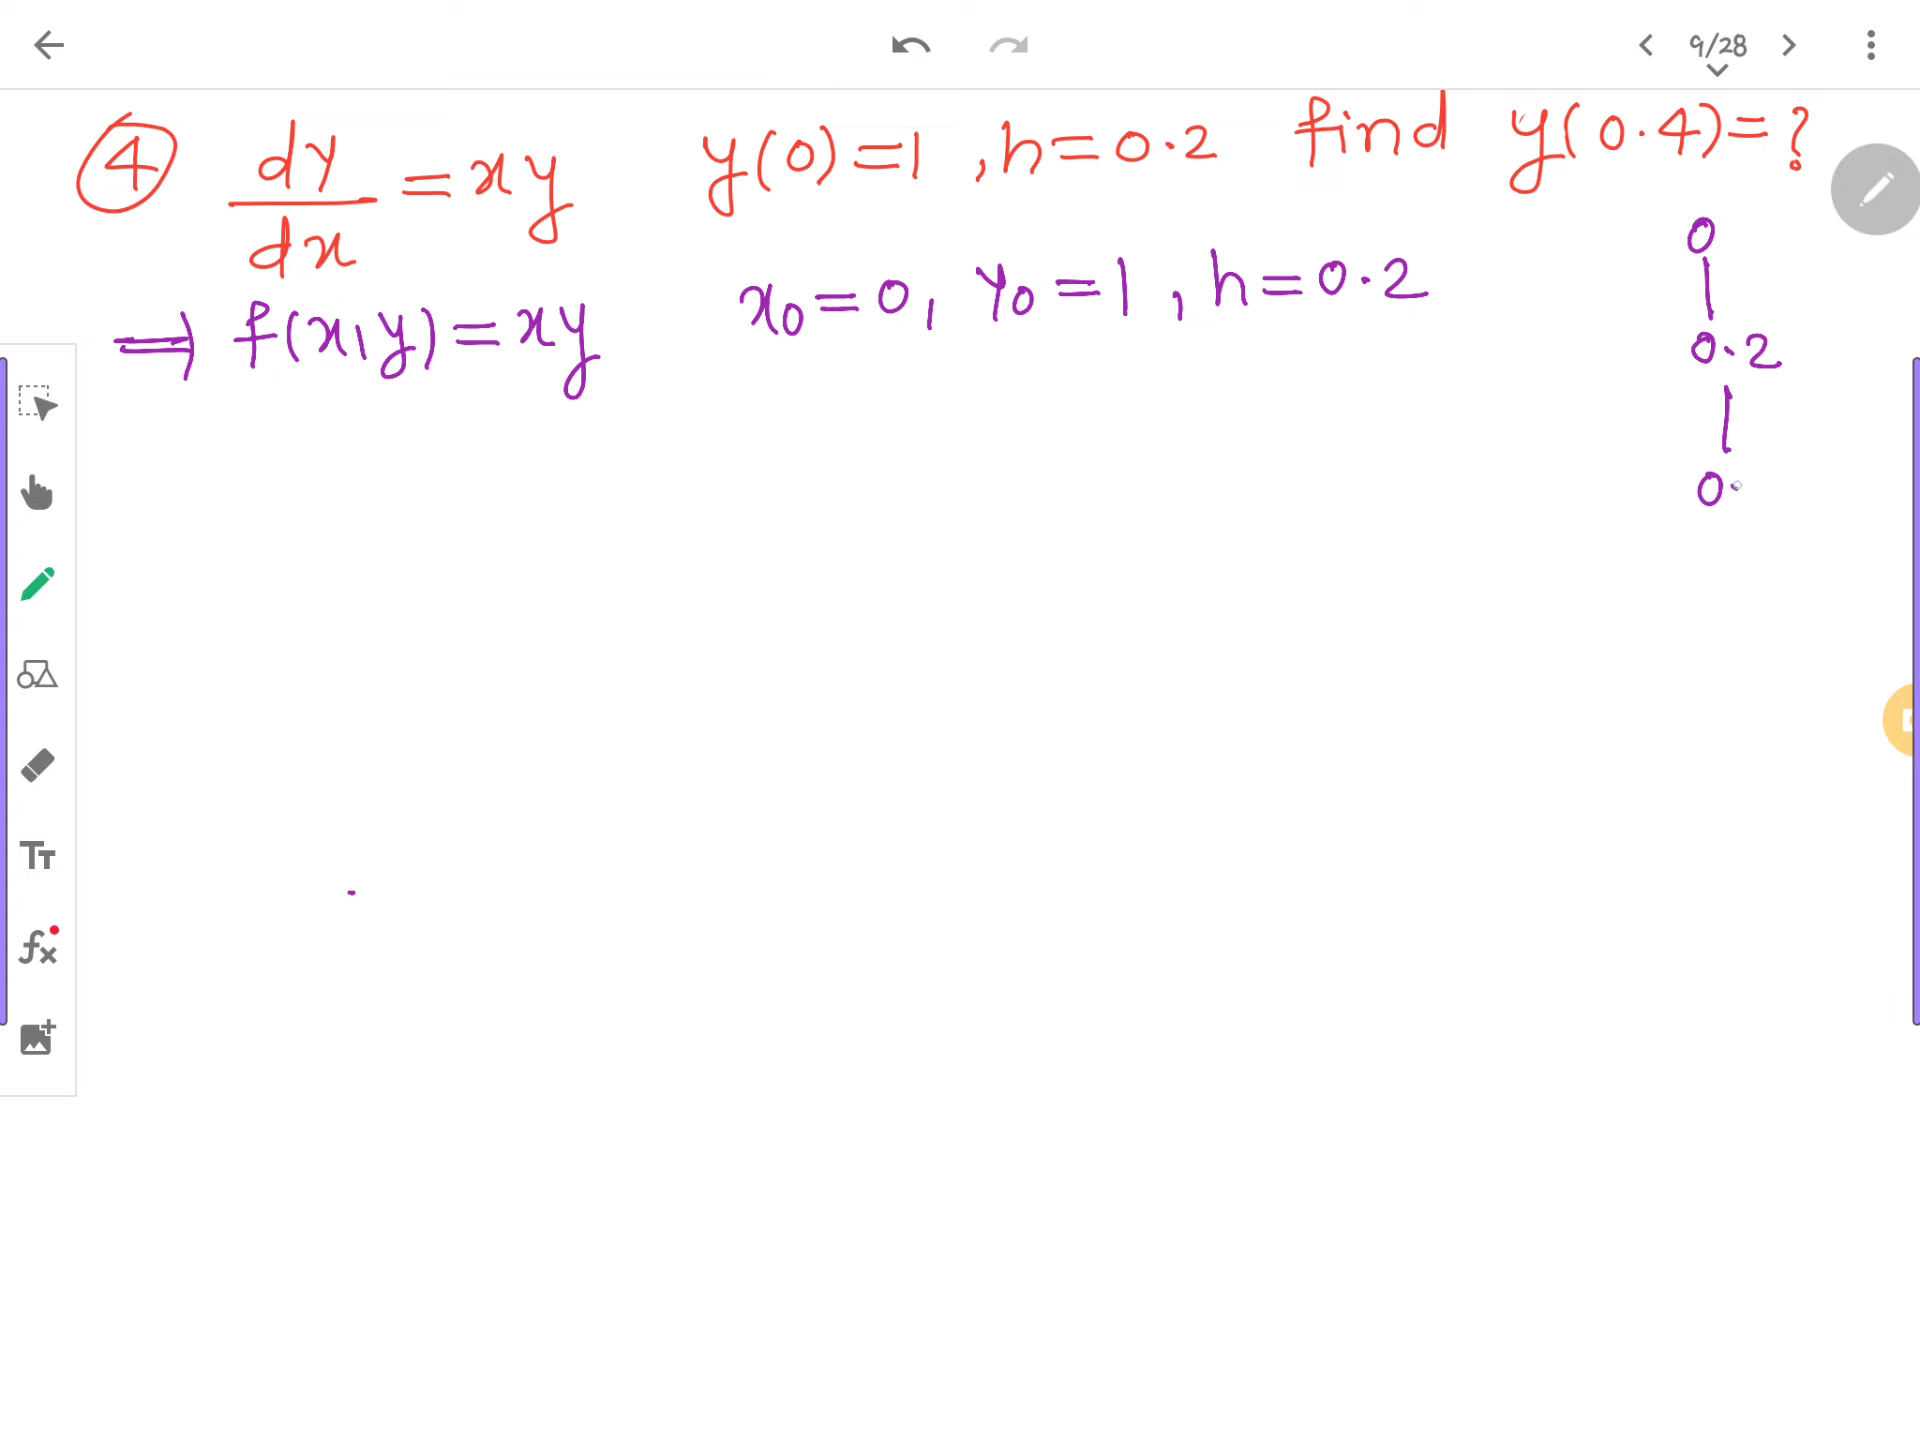 9/28
④ dy/dx = xy y(0)=1 , h=0.2 find y(0.4)=?
x₀=0, y₀=1 , h=0.2
⇒ f(x,y)=xy
0
0.2
0.
Tт
fx